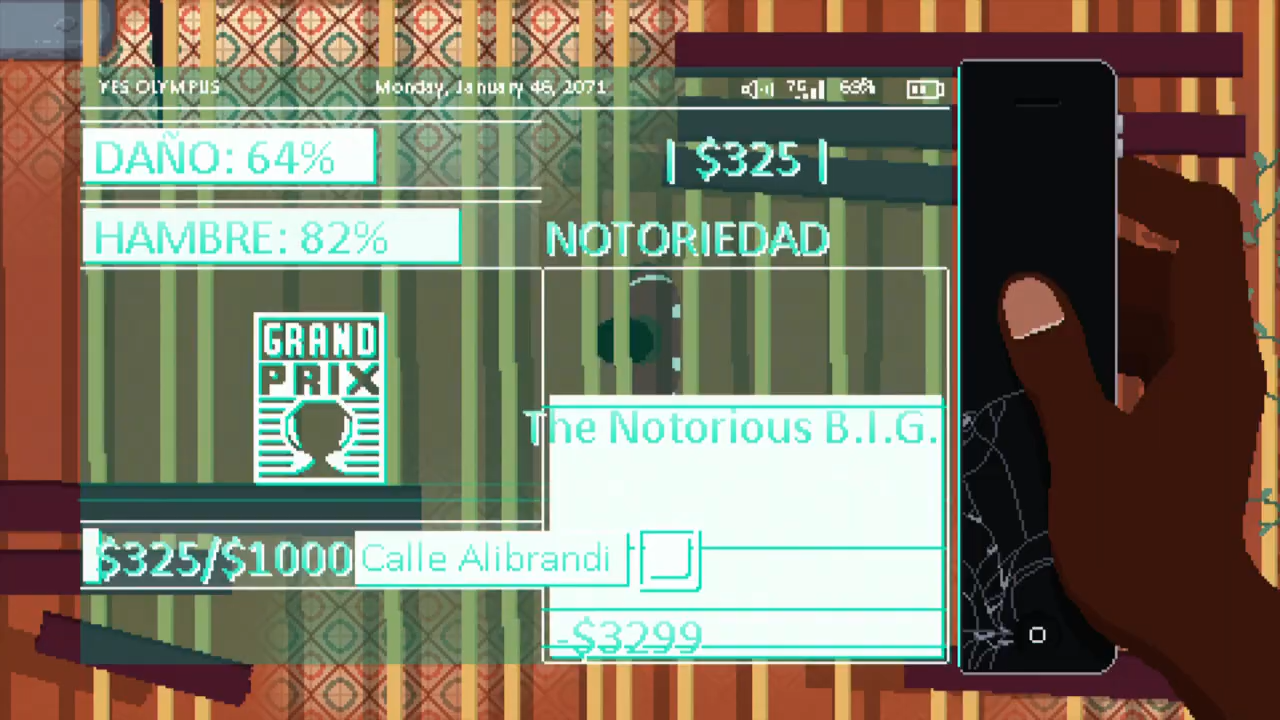 YES OLYMPUS
Monday, January 46, 2071
75
69%
DAÑO: 64%
| $325 |
HAMBRE: 82%
NOTORIEDAD
GRAND
PRIX
The Notorious B.I.G.
$325/$1000
Calle Alibrandi
-$3299